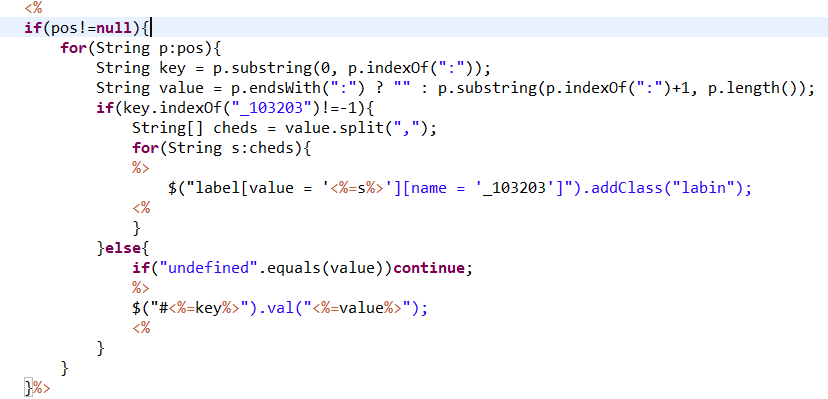 <%
if(pos!=null){
for(String p:pos){
String key = p.substring(0, p.indexOf(":"));
String value = p.endsWith(":") ? "" : p.substring(p.indexOf(":")+1, p.length());
if(key.indexOf("_103203")!=-1){
String[] cheds = value.split(",");
for(String s:cheds){
%>
$("label[value = '<%=s%>'][name = '_103203']").addClass("labin");
<%
}
}else{
if("undefined".equals(value))continue;
%>
$("#<%=key%>").val("<%=value%>");
<%
}
}
}%>